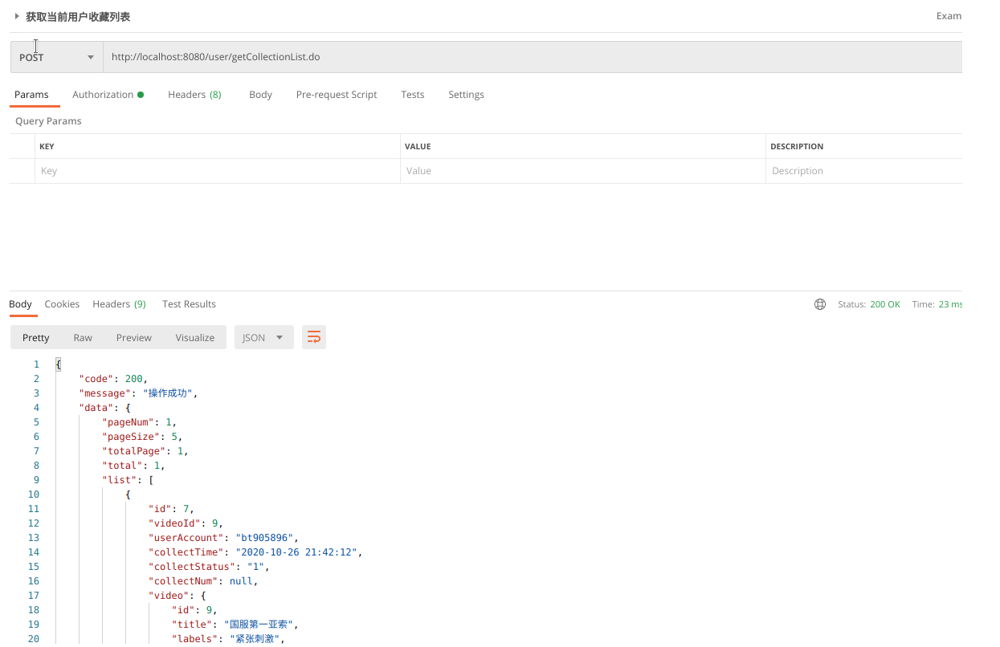 获取当前用户收藏列表 Exam
POST http://localhost:8080/user/getCollectionList.do
Params Authorization Headers (8) Body Pre-request Script Tests Settings
Query Params
KEY VALUE DESCRIPTION
Key Value Description
Body Cookies Headers (9) Test Results Status: 200 OK Time: 23 ms
Pretty Raw Preview Visualize JSON
1 {
2 "code": 200,
3 "message": "操作成功",
4 "data": {
5 "pageNum": 1,
6 "pageSize": 5,
7 "totalPage": 1,
8 "total": 1,
9 "list": [
10 {
11 "id": 7,
12 "videoId": 9,
13 "userAccount": "bt905896",
14 "collectTime": "2020-10-26 21:42:12",
15 "collectStatus": "1",
16 "collectNum": null,
17 "video": {
18 "id": 9,
19 "title": "国服第一亚索",
20 "labels": "紧张刺激",